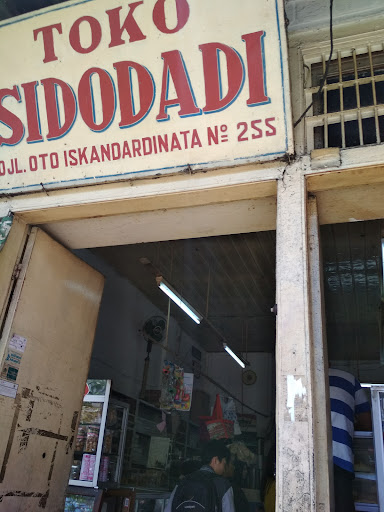 TOKO
SIDODADI
JL. OTO ISKANDARDINATA Nº 255